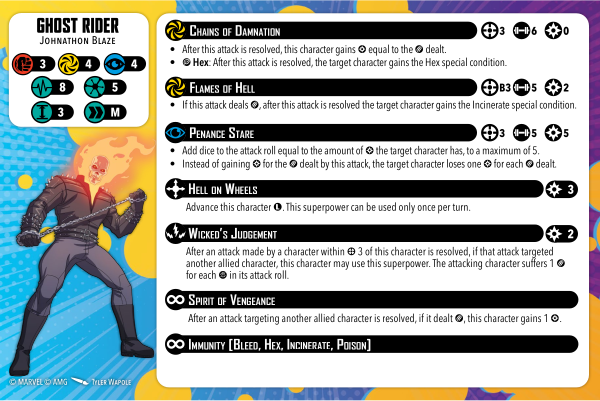 GHOST RIDER
JOHNATHON BLAZE
3 4 4
8 5
3 M
CHAINS OF DAMNATION 3 6 0
• After this attack is resolved, this character gains equal to the dealt.
• Hex: After this attack is resolved, the target character gains the Hex special condition.
FLAMES OF HELL B3 5 2
• If this attack deals , after this attack is resolved the target character gains the Incinerate special condition.
PENANCE STARE 3 5 5
• Add dice to the attack roll equal to the amount of the target character has, to a maximum of 5.
• Instead of gaining for the dealt by this attack, the target character loses one for each dealt.
HELL ON WHEELS 3
Advance this character L. This superpower can be used only once per turn.
WICKED'S JUDGEMENT 2
After an attack made by a character within 3 of this character is resolved, if that attack targeted
another allied character, this character may use this superpower. The attacking character suffers 1
for each in its attack roll.
SPIRIT OF VENGEANCE
After an attack targeting another allied character is resolved, if it dealt , this character gains 1 .
IMMUNITY [BLEED, HEX, INCINERATE, POISON]
© MARVEL © AMG TYLER WAPOLE